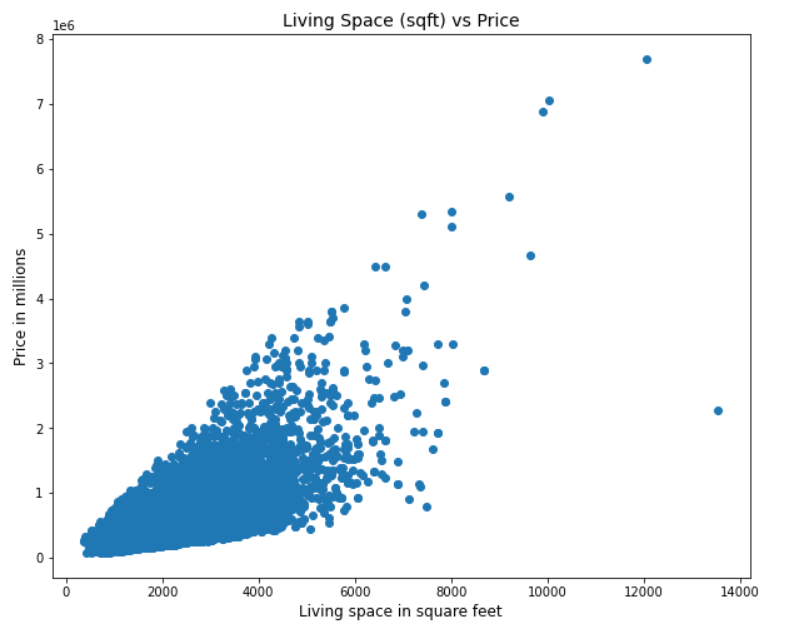 Living Space (sqft) vs Price
1e6
8
7
6
5
4
3
2
1
0
Price in millions
0 2000 4000 6000 8000 10000 12000 14000
Living space in square feet